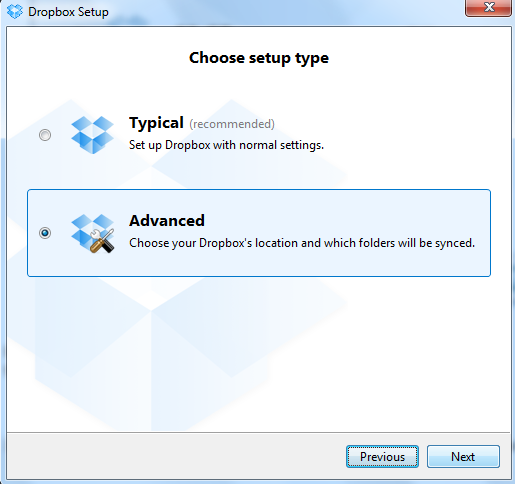 Dropbox Setup
Choose setup type
Typical (recommended)
Set up Dropbox with normal settings.
Advanced
Choose your Dropbox's location and which folders will be synced.
Previous Next